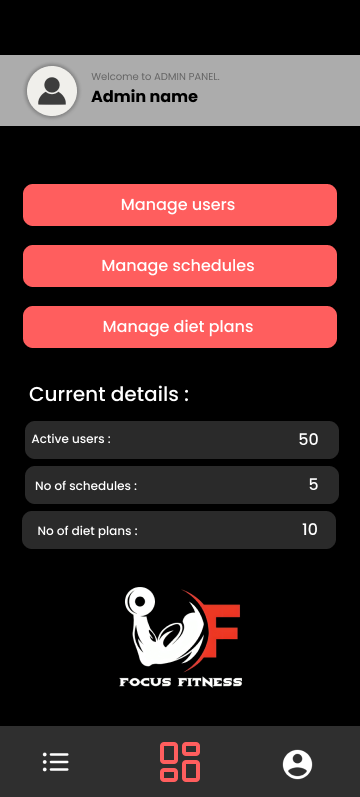 Welcome to ADMIN PANEL.
Admin name
Manage users
Manage schedules
Manage diet plans
Current details :
Active users : 50
No of schedules : 5
No of diet plans : 10
F
FOCUS FITNESS